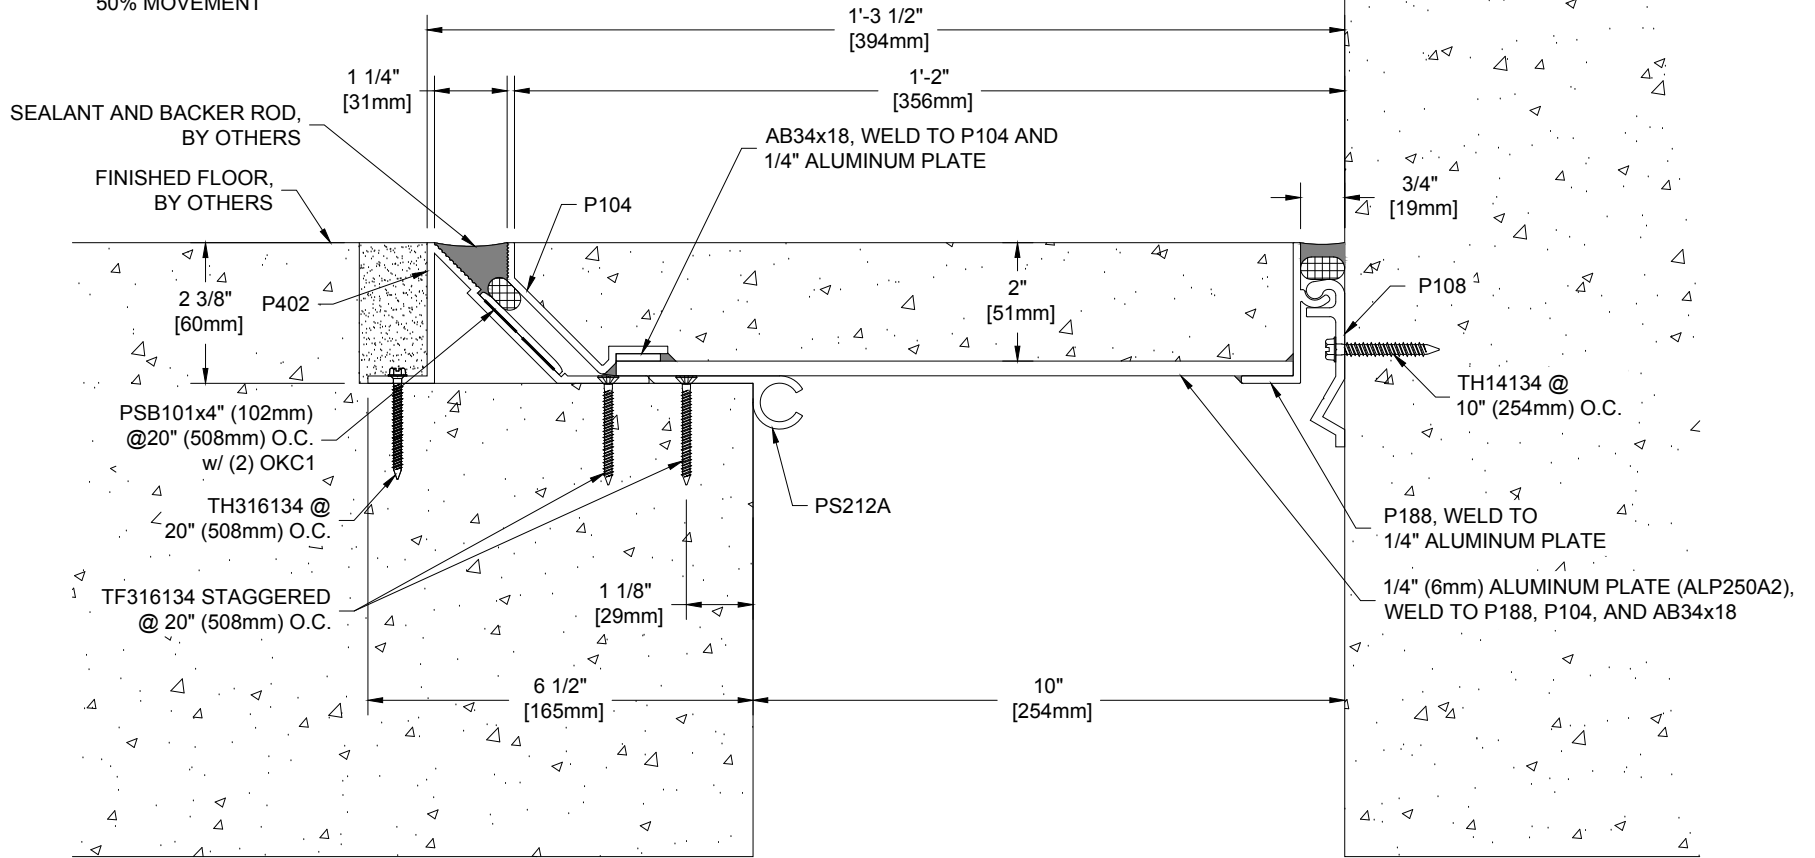 50% MOVEMENT
1'-3 1/2"
[394mm]
1 1/4"
[31mm]
1'-2"
[356mm]
SEALANT AND BACKER ROD,
BY OTHERS
AB34x18, WELD TO P104 AND
1/4" ALUMINUM PLATE
FINISHED FLOOR,
BY OTHERS
P104
3/4"
[19mm]
2 3/8"
[60mm]
P402
2"
[51mm]
P108
PSB101x4" (102mm)
@20" (508mm) O.C.
w/ (2) OKC1
TH14134 @
10" (254mm) O.C.
TH316134 @
20" (508mm) O.C.
PS212A
P188, WELD TO
1/4" ALUMINUM PLATE
TF316134 STAGGERED
@ 20" (508mm) O.C.
1 1/8"
[29mm]
1/4" (6mm) ALUMINUM PLATE (ALP250A2),
WELD TO P188, P104, AND AB34x18
6 1/2"
[165mm]
10"
[254mm]